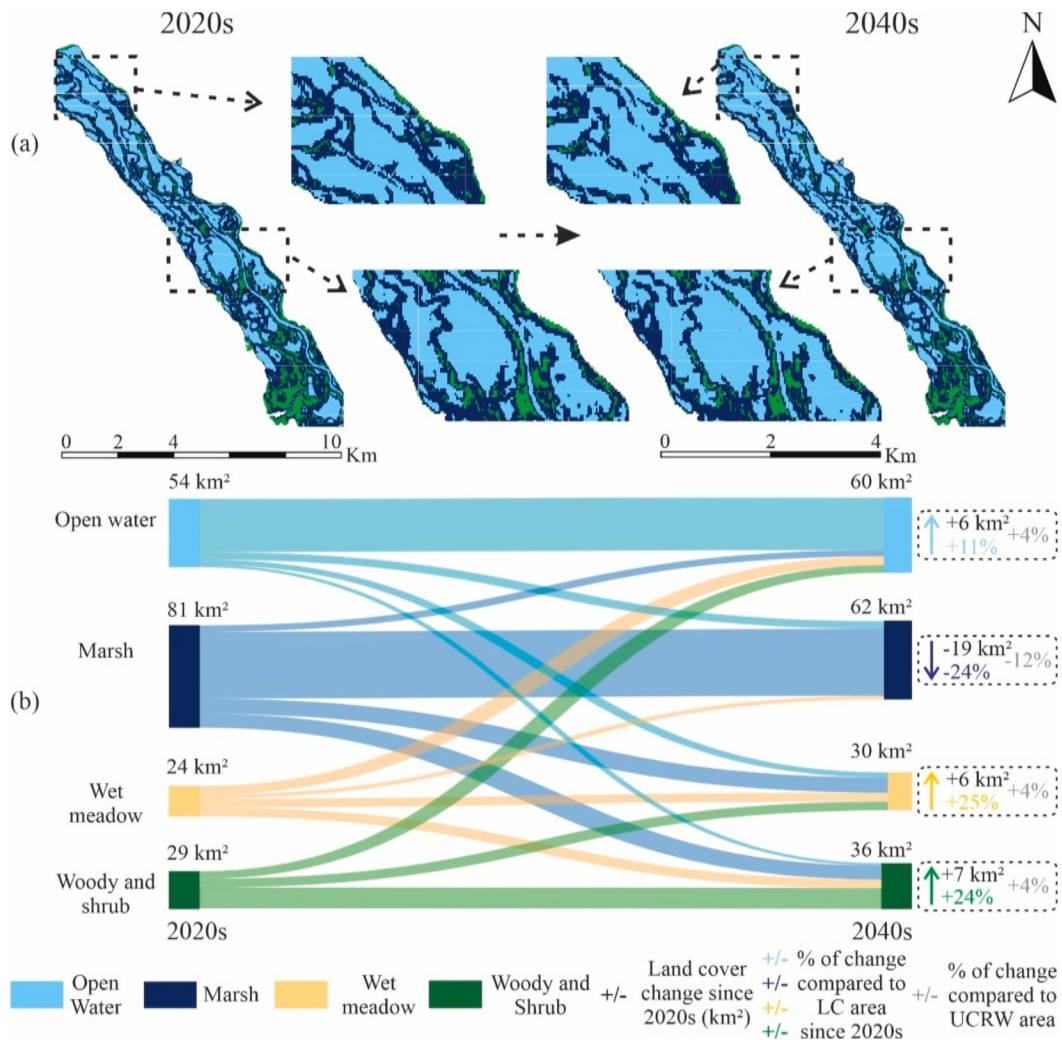 2020s
2040s
N
(a)
0 2 4 10
Km
0 2 4
Km
54 km²
60 km²
Open water
+6 km²
+11%
+4%
81 km²
62 km²
Marsh
-19 km²
-24%
-12%
(b)
24 km²
30 km²
Wet
meadow
+6 km²
+25%
+4%
29 km²
36 km²
Woody and
shrub
+7 km²
+24%
+4%
2020s
2040s
Open
Water
Marsh
Wet
meadow
Woody and
Shrub
+/-
Land cover
change since
2020s (km²)
+/- % of change
+/- compared to
+/- LC area
+/- since 2020s
+/-
% of change
compared to
UCRW area